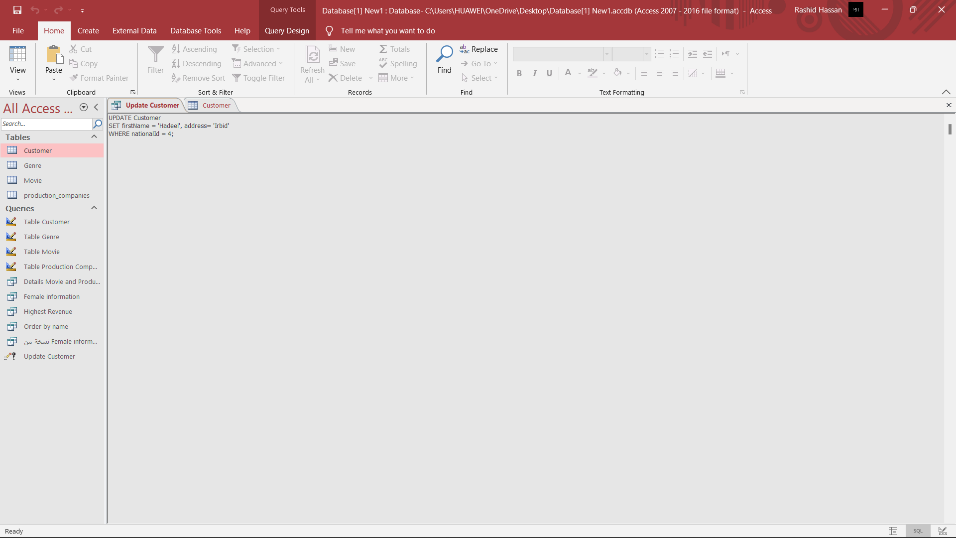 Query Tools
Database[1] New1 : Database- C:\Users\HUAWEI\OneDrive\Desktop\Database[1] New1.accdb (Access 2007 - 2016 file format) - Access
Rashid Hassan
File Home Create External Data Database Tools Help Query Design Tell me what you want to do
View
Views
Paste
Cut
Copy
Format Painter
Clipboard
Filter
Ascending
Descending
Remove Sort
Selection
Advanced
Toggle Filter
Sort & Filter
Refresh
All
New
Save
Delete
Totals
Spelling
More
Records
Find
Replace
Go To
Select
Find
B I U A
Text Formatting
All Access ...
Search...
Tables
Customer
Genre
Movie
production_companies
Queries
Table Customer
Table Genre
Table Movie
Table Production Comp...
Details Movie and Produ...
Female information
Highest Revenue
Order by name
نسخة من Female inform...
Update Customer
Update Customer
Customer
UPDATE Customer
SET firstName = 'Hadeel', address= 'Irbid'
WHERE nationalId = 4;
Ready
SQL